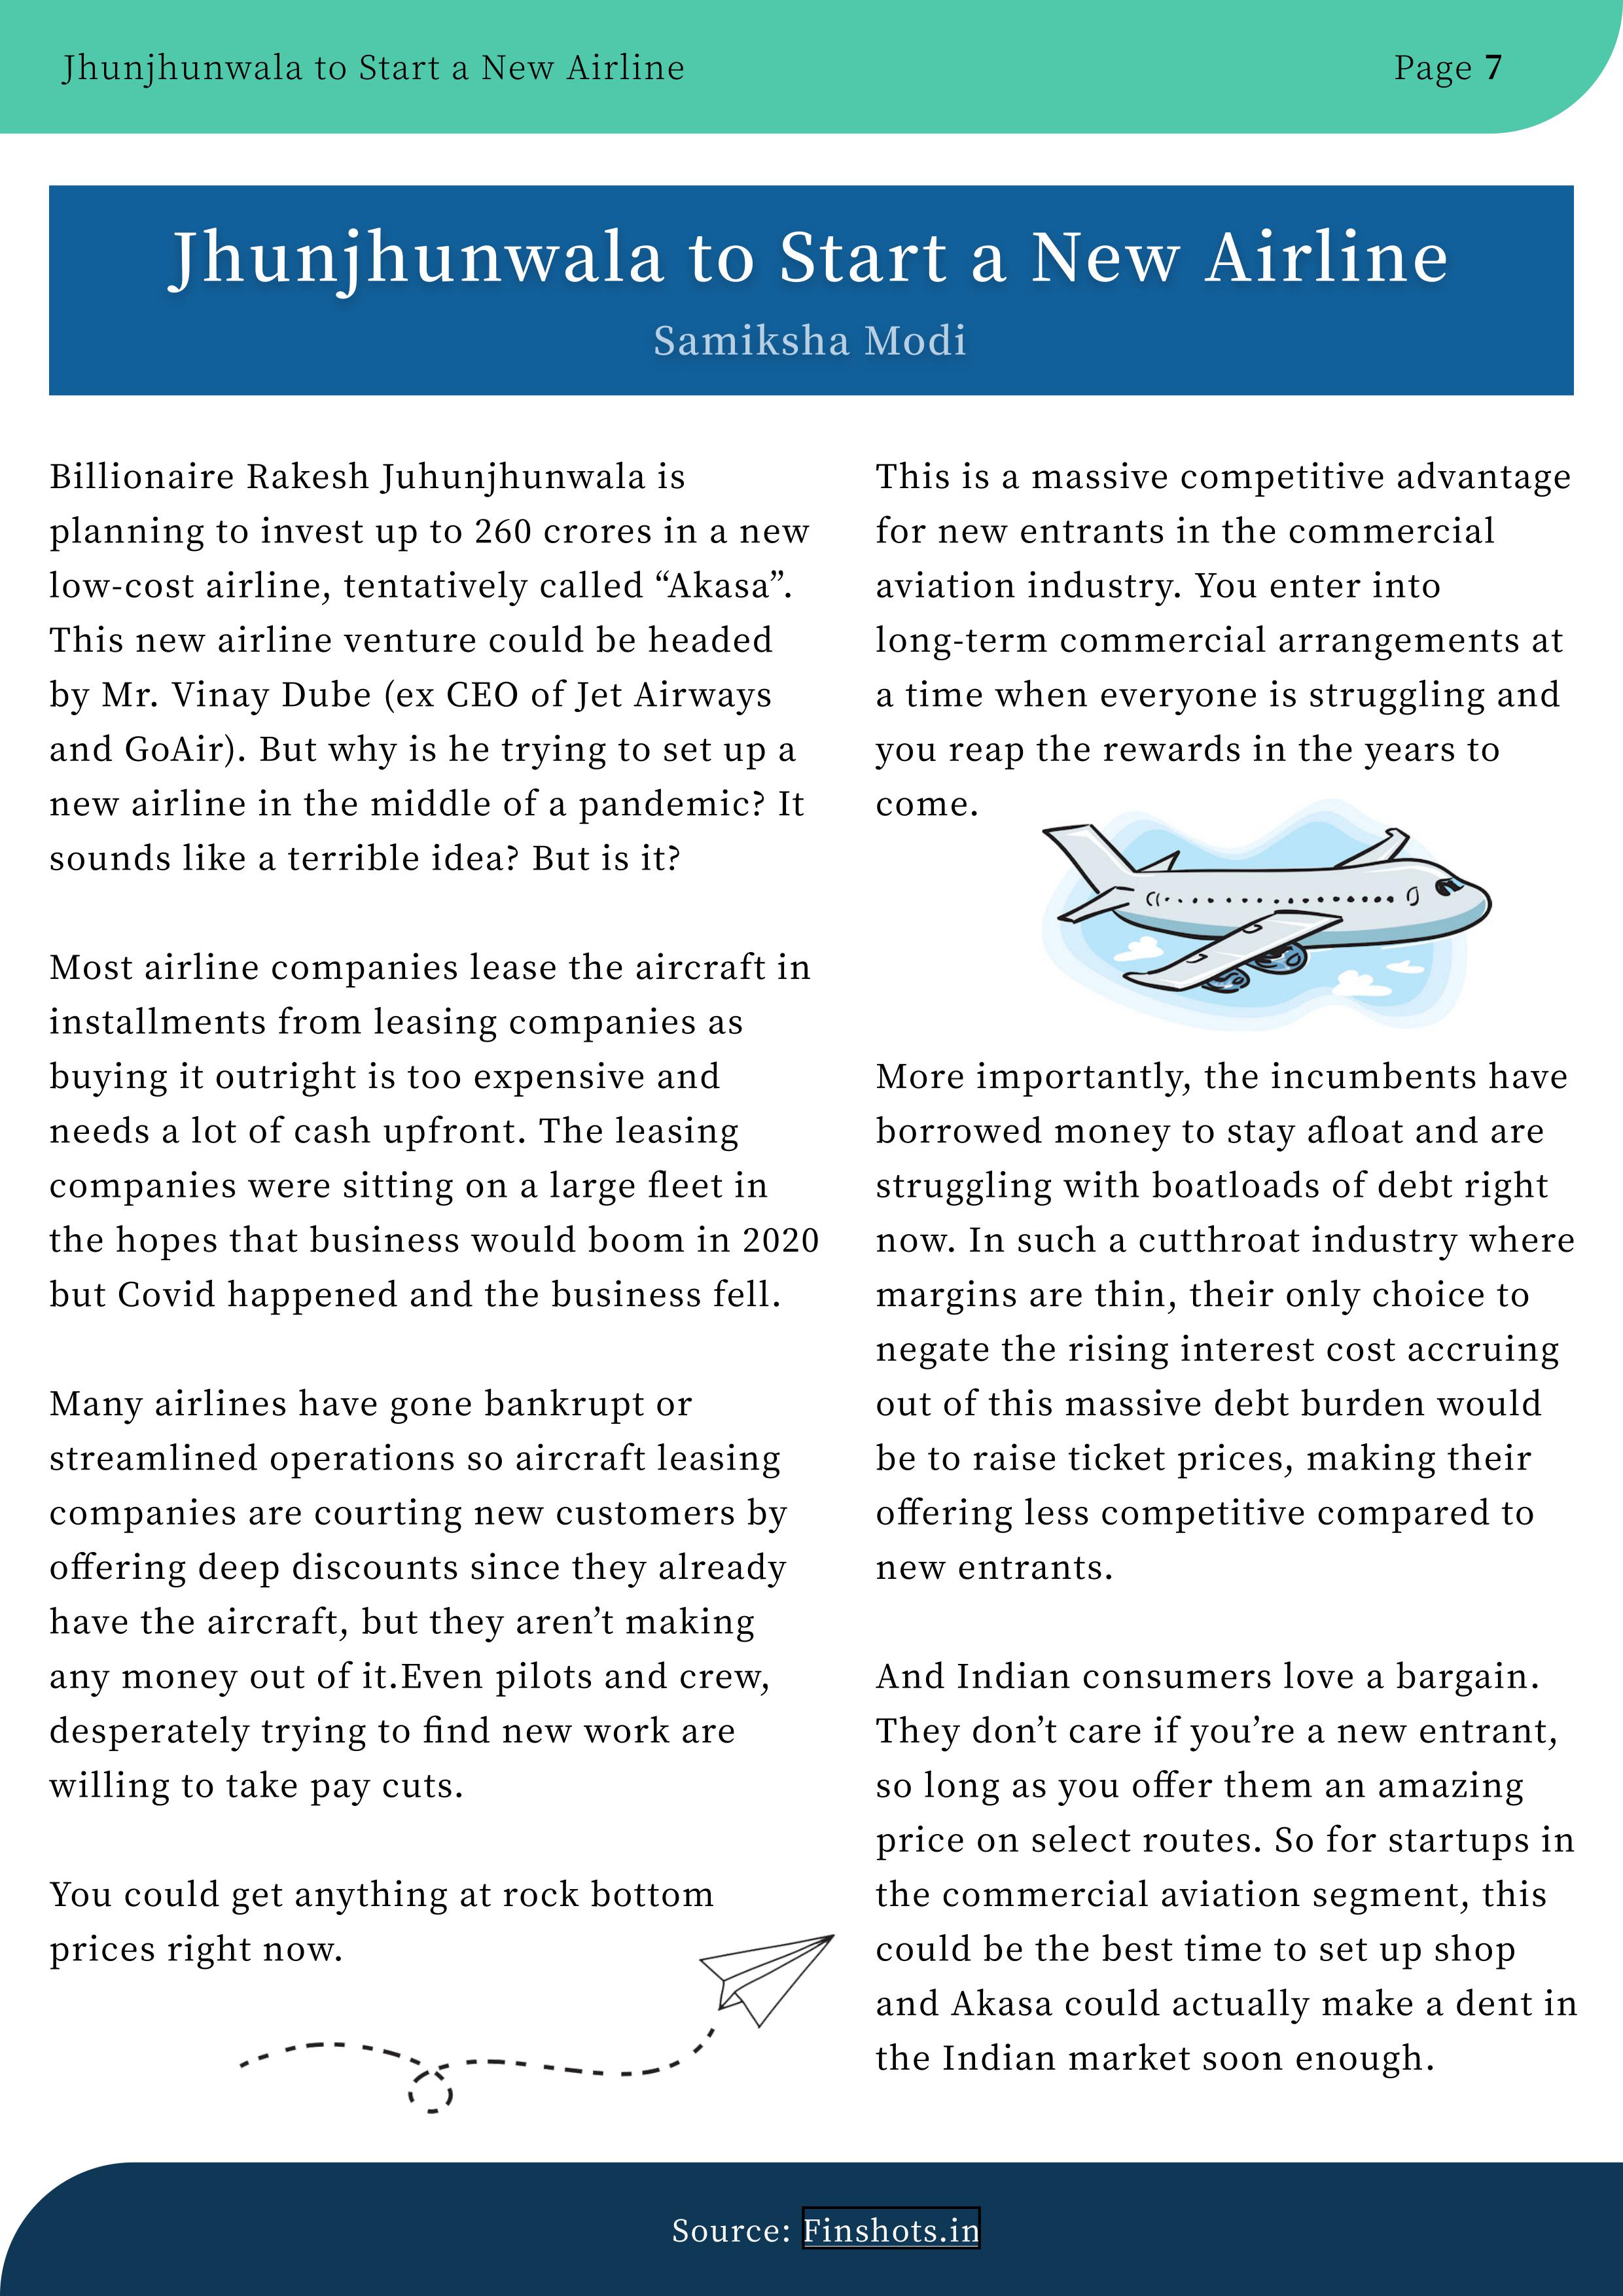 Jhunjhunwala to Start a New Airline
Page 7
Jhunjhunwala to Start a New Airline
Samiksha Modi
Billionaire Rakesh Juhunjhunwala is
planning to invest up to 260 crores in a new
low-cost airline, tentatively called “Akasa”.
This new airline venture could be headed
by Mr. Vinay Dube (ex CEO of Jet Airways
and GoAir). But why is he trying to set up a
new airline in the middle of a pandemic? It
sounds like a terrible idea? But is it?
Most airline companies lease the aircraft in
installments from leasing companies as
buying it outright is too expensive and
needs a lot of cash upfront. The leasing
companies were sitting on a large fleet in
the hopes that business would boom in 2020
but Covid happened and the business fell.
Many airlines have gone bankrupt or
streamlined operations so aircraft leasing
companies are courting new customers by
offering deep discounts since they already
have the aircraft, but they aren’t making
any money out of it.Even pilots and crew,
desperately trying to find new work are
willing to take pay cuts.
You could get anything at rock bottom
prices right now.
This is a massive competitive advantage
for new entrants in the commercial
aviation industry. You enter into
long-term commercial arrangements at
a time when everyone is struggling and
you reap the rewards in the years to
come.
More importantly, the incumbents have
borrowed money to stay afloat and are
struggling with boatloads of debt right
now. In such a cutthroat industry where
margins are thin, their only choice to
negate the rising interest cost accruing
out of this massive debt burden would
be to raise ticket prices, making their
offering less competitive compared to
new entrants.
And Indian consumers love a bargain.
They don’t care if you’re a new entrant,
so long as you offer them an amazing
price on select routes. So for startups in
the commercial aviation segment, this
could be the best time to set up shop
and Akasa could actually make a dent in
the Indian market soon enough.
Source: Finshots.in